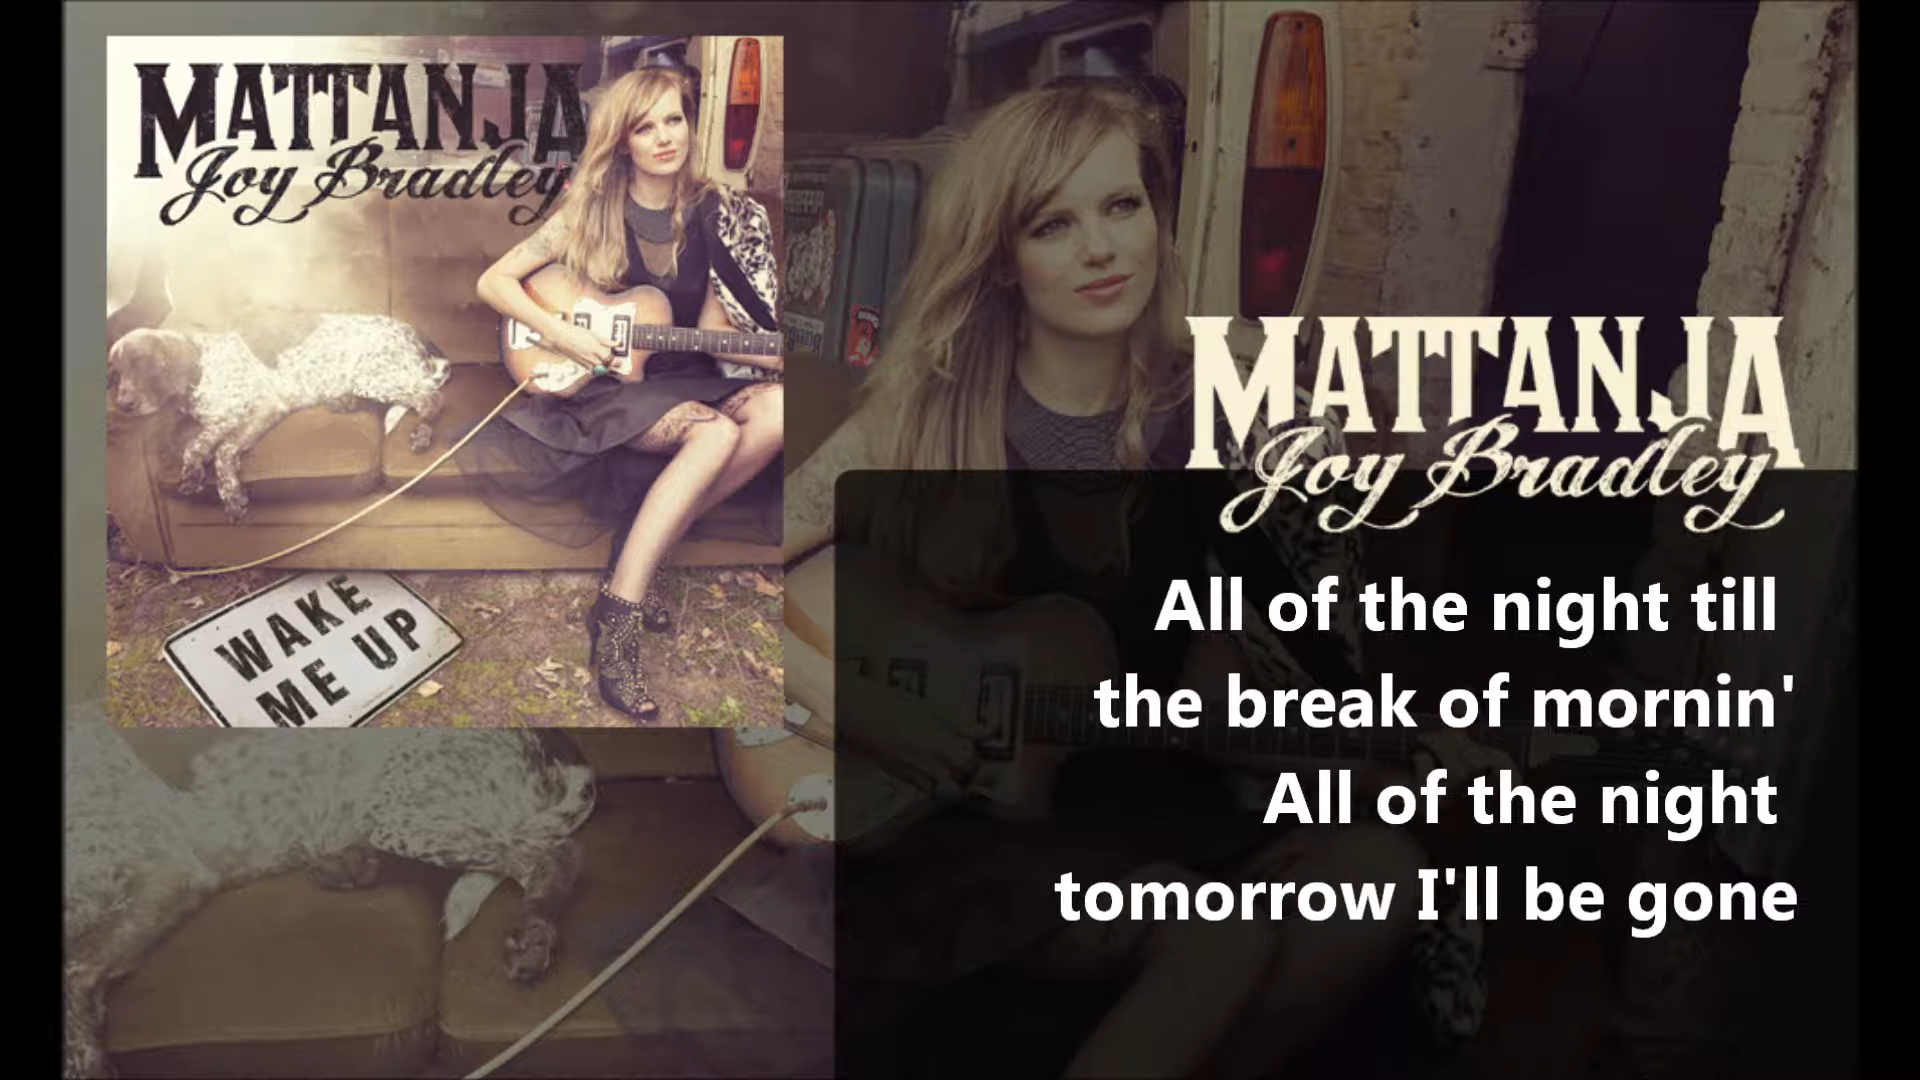 MATTANJA
Joy Bradley
WAKE
ME UP
MATTANJA
Joy Bradley
All of the night till
the break of mornin'
All of the night
tomorrow I'll be gone